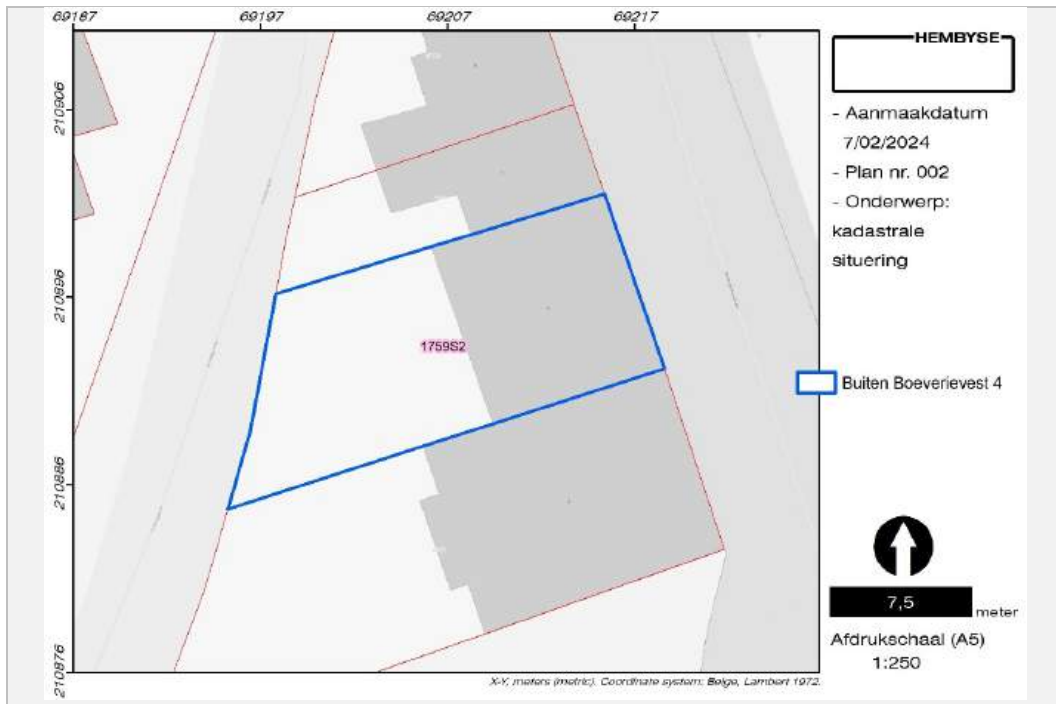 69187 69197 69207 69217
210906
210896
210886
210876
1759S2
HEMBYSE
- Aanmaakdatum
7/02/2024
- Plan nr. 002
- Onderwerp:
kadastrale
situering
Buiten Boeverievest 4
7,5 meter
Afdrukschaal (A5)
1:250
X-Y, meters (metric). Coordinate system: Belge, Lambert 1972.